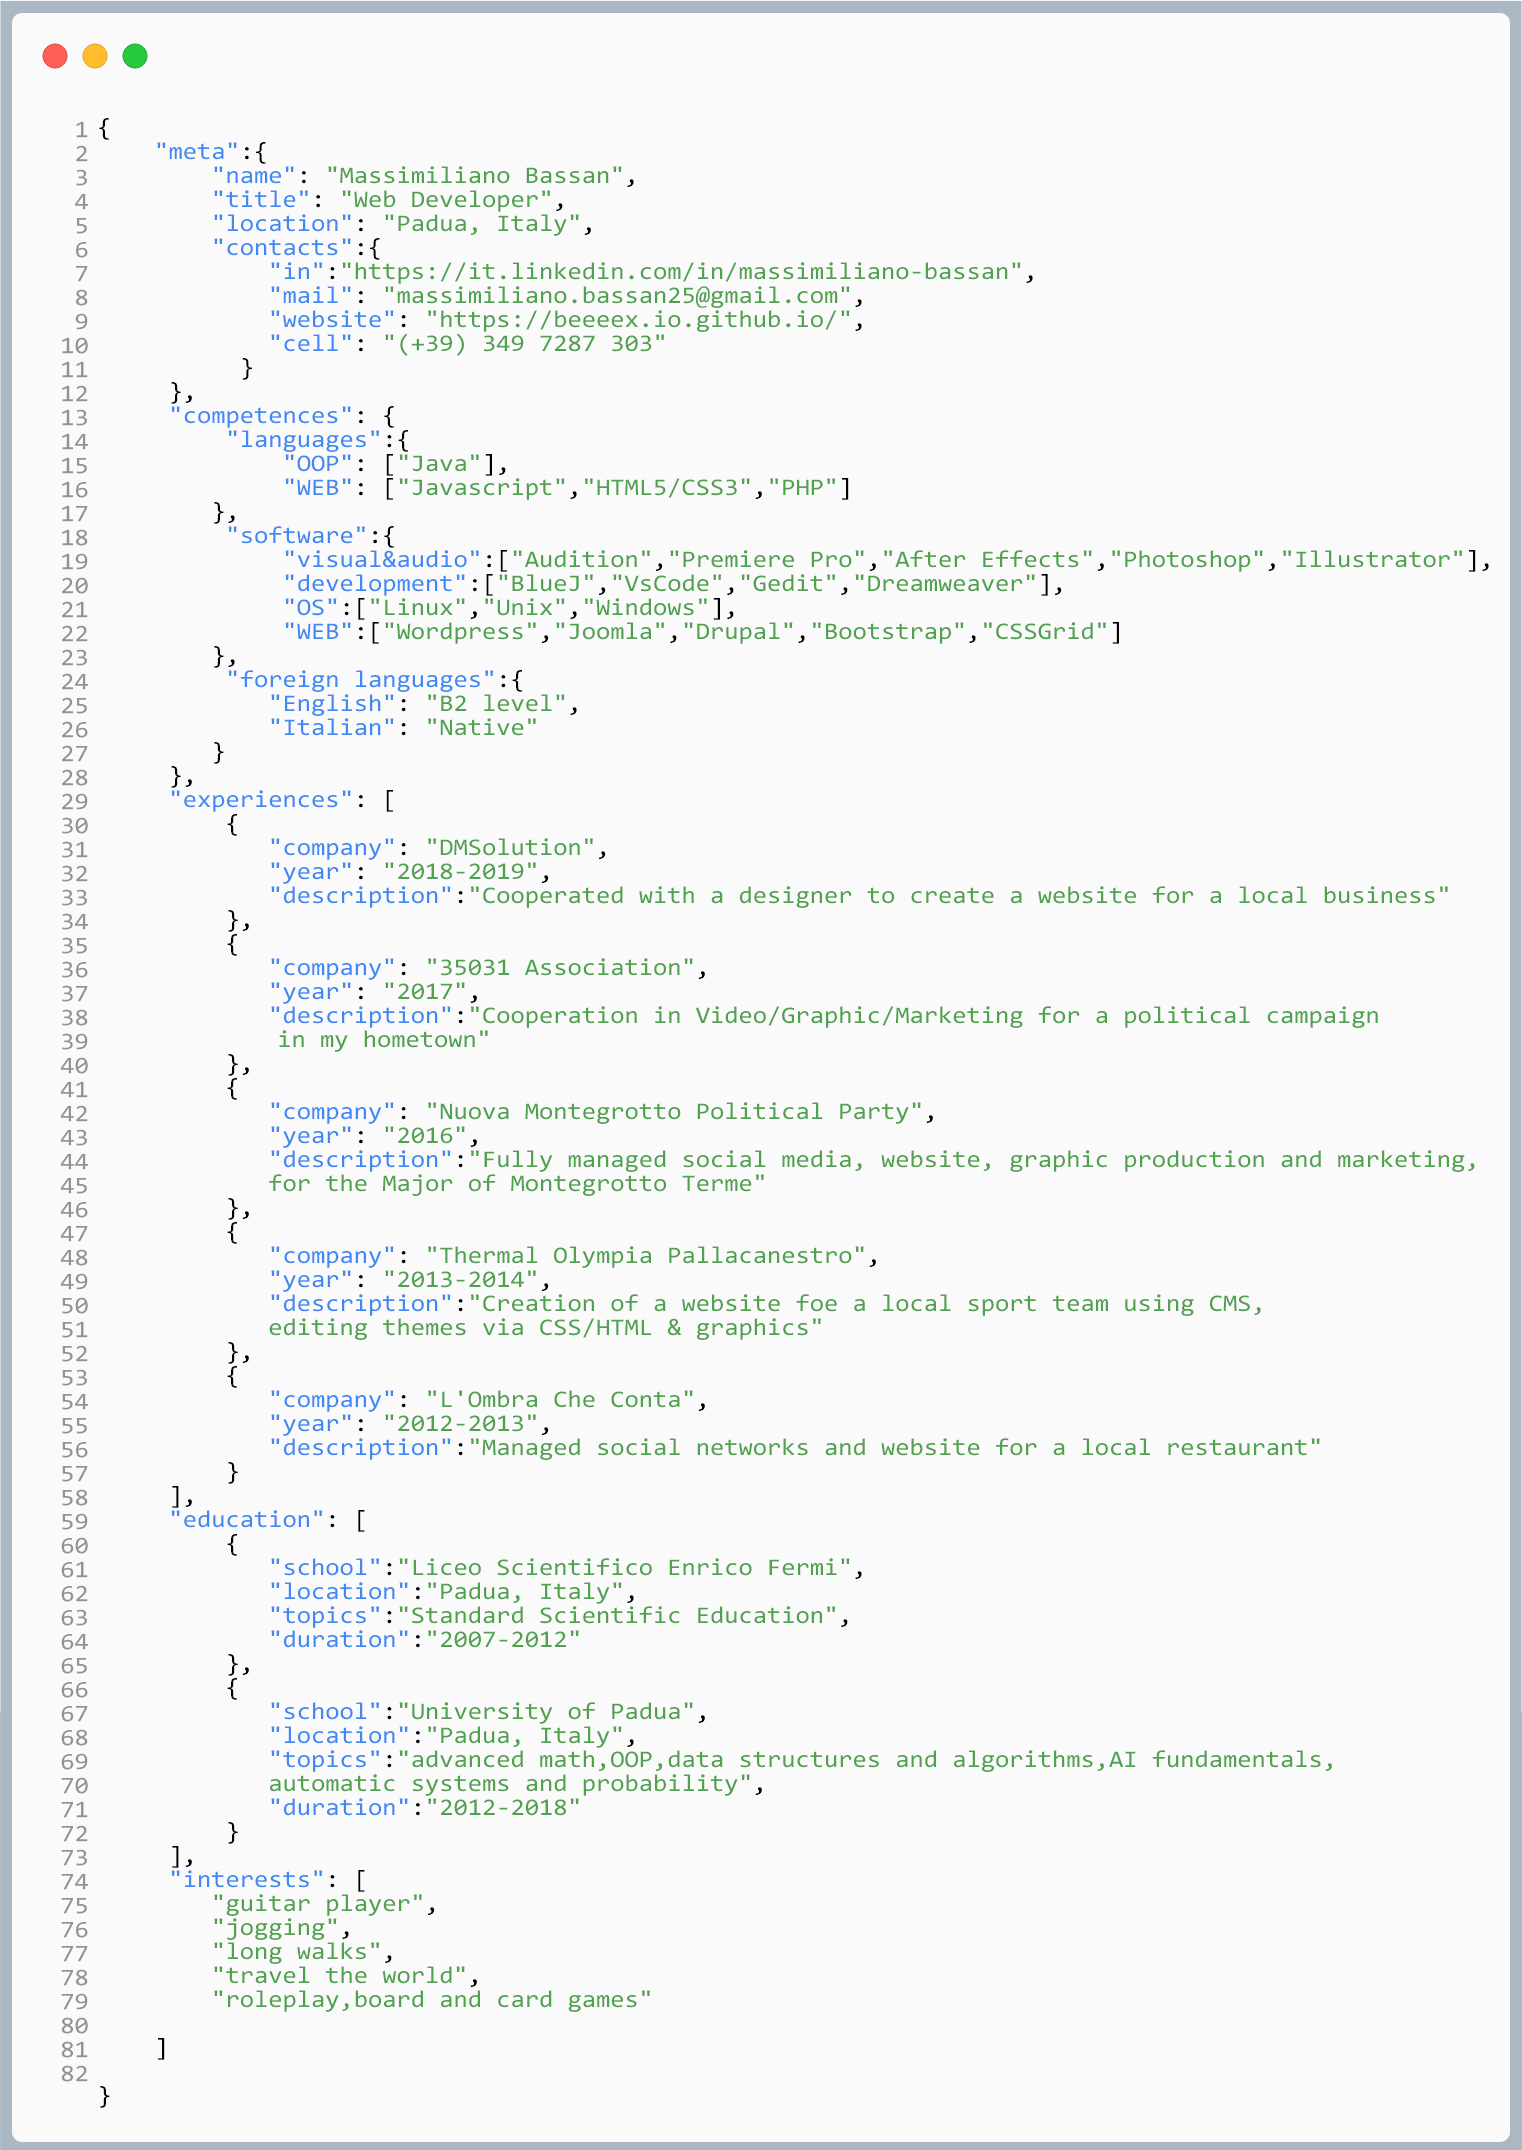 1 {
2 "meta":{
3 "name": "Massimiliano Bassan",
4 "title": "Web Developer",
5 "location": "Padua, Italy",
6 "contacts":{
7 "in":"https://it.linkedin.com/in/massimiliano-bassan",
8 "mail": "massimiliano.bassan25@gmail.com",
9 "website": "https://beeeex.io.github.io/",
10 "cell": "(+39) 349 7287 303"
11 }
12 },
13 "competences": {
14 "languages":{
15 "OOP": ["Java"],
16 "WEB": ["Javascript","HTML5/CSS3","PHP"]
17 },
18 "software":{
19 "visual&audio":["Audition","Premiere Pro","After Effects","Photoshop","Illustrator"],
20 "development":["BlueJ","VsCode","Gedit","Dreamweaver"],
21 "OS":["Linux","Unix","Windows"],
22 "WEB":["Wordpress","Joomla","Drupal","Bootstrap","CSSGrid"]
23 },
24 "foreign languages":{
25 "English": "B2 level",
26 "Italian": "Native"
27 }
28 },
29 "experiences": [
30 {
31 "company": "DMSolution",
32 "year": "2018-2019",
33 "description":"Cooperated with a designer to create a website for a local business"
34 },
35 {
36 "company": "35031 Association",
37 "year": "2017",
38 "description":"Cooperation in Video/Graphic/Marketing for a political campaign
39 in my hometown"
40 },
41 {
42 "company": "Nuova Montegrotto Political Party",
43 "year": "2016",
44 "description":"Fully managed social media, website, graphic production and marketing,
45 for the Major of Montegrotto Terme"
46 },
47 {
48 "company": "Thermal Olympia Pallacanestro",
49 "year": "2013-2014",
50 "description":"Creation of a website foe a local sport team using CMS,
51 editing themes via CSS/HTML & graphics"
52 },
53 {
54 "company": "L'Ombra Che Conta",
55 "year": "2012-2013",
56 "description":"Managed social networks and website for a local restaurant"
57 }
58 ],
59 "education": [
60 {
61 "school":"Liceo Scientifico Enrico Fermi",
62 "location":"Padua, Italy",
63 "topics":"Standard Scientific Education",
64 "duration":"2007-2012"
65 },
66 {
67 "school":"University of Padua",
68 "location":"Padua, Italy",
69 "topics":"advanced math,OOP,data structures and algorithms,AI fundamentals,
70 automatic systems and probability",
71 "duration":"2012-2018"
72 }
73 ],
74 "interests": [
75 "guitar player",
76 "jogging",
77 "long walks",
78 "travel the world",
79 "roleplay,board and card games"
80
81 ]
82
}